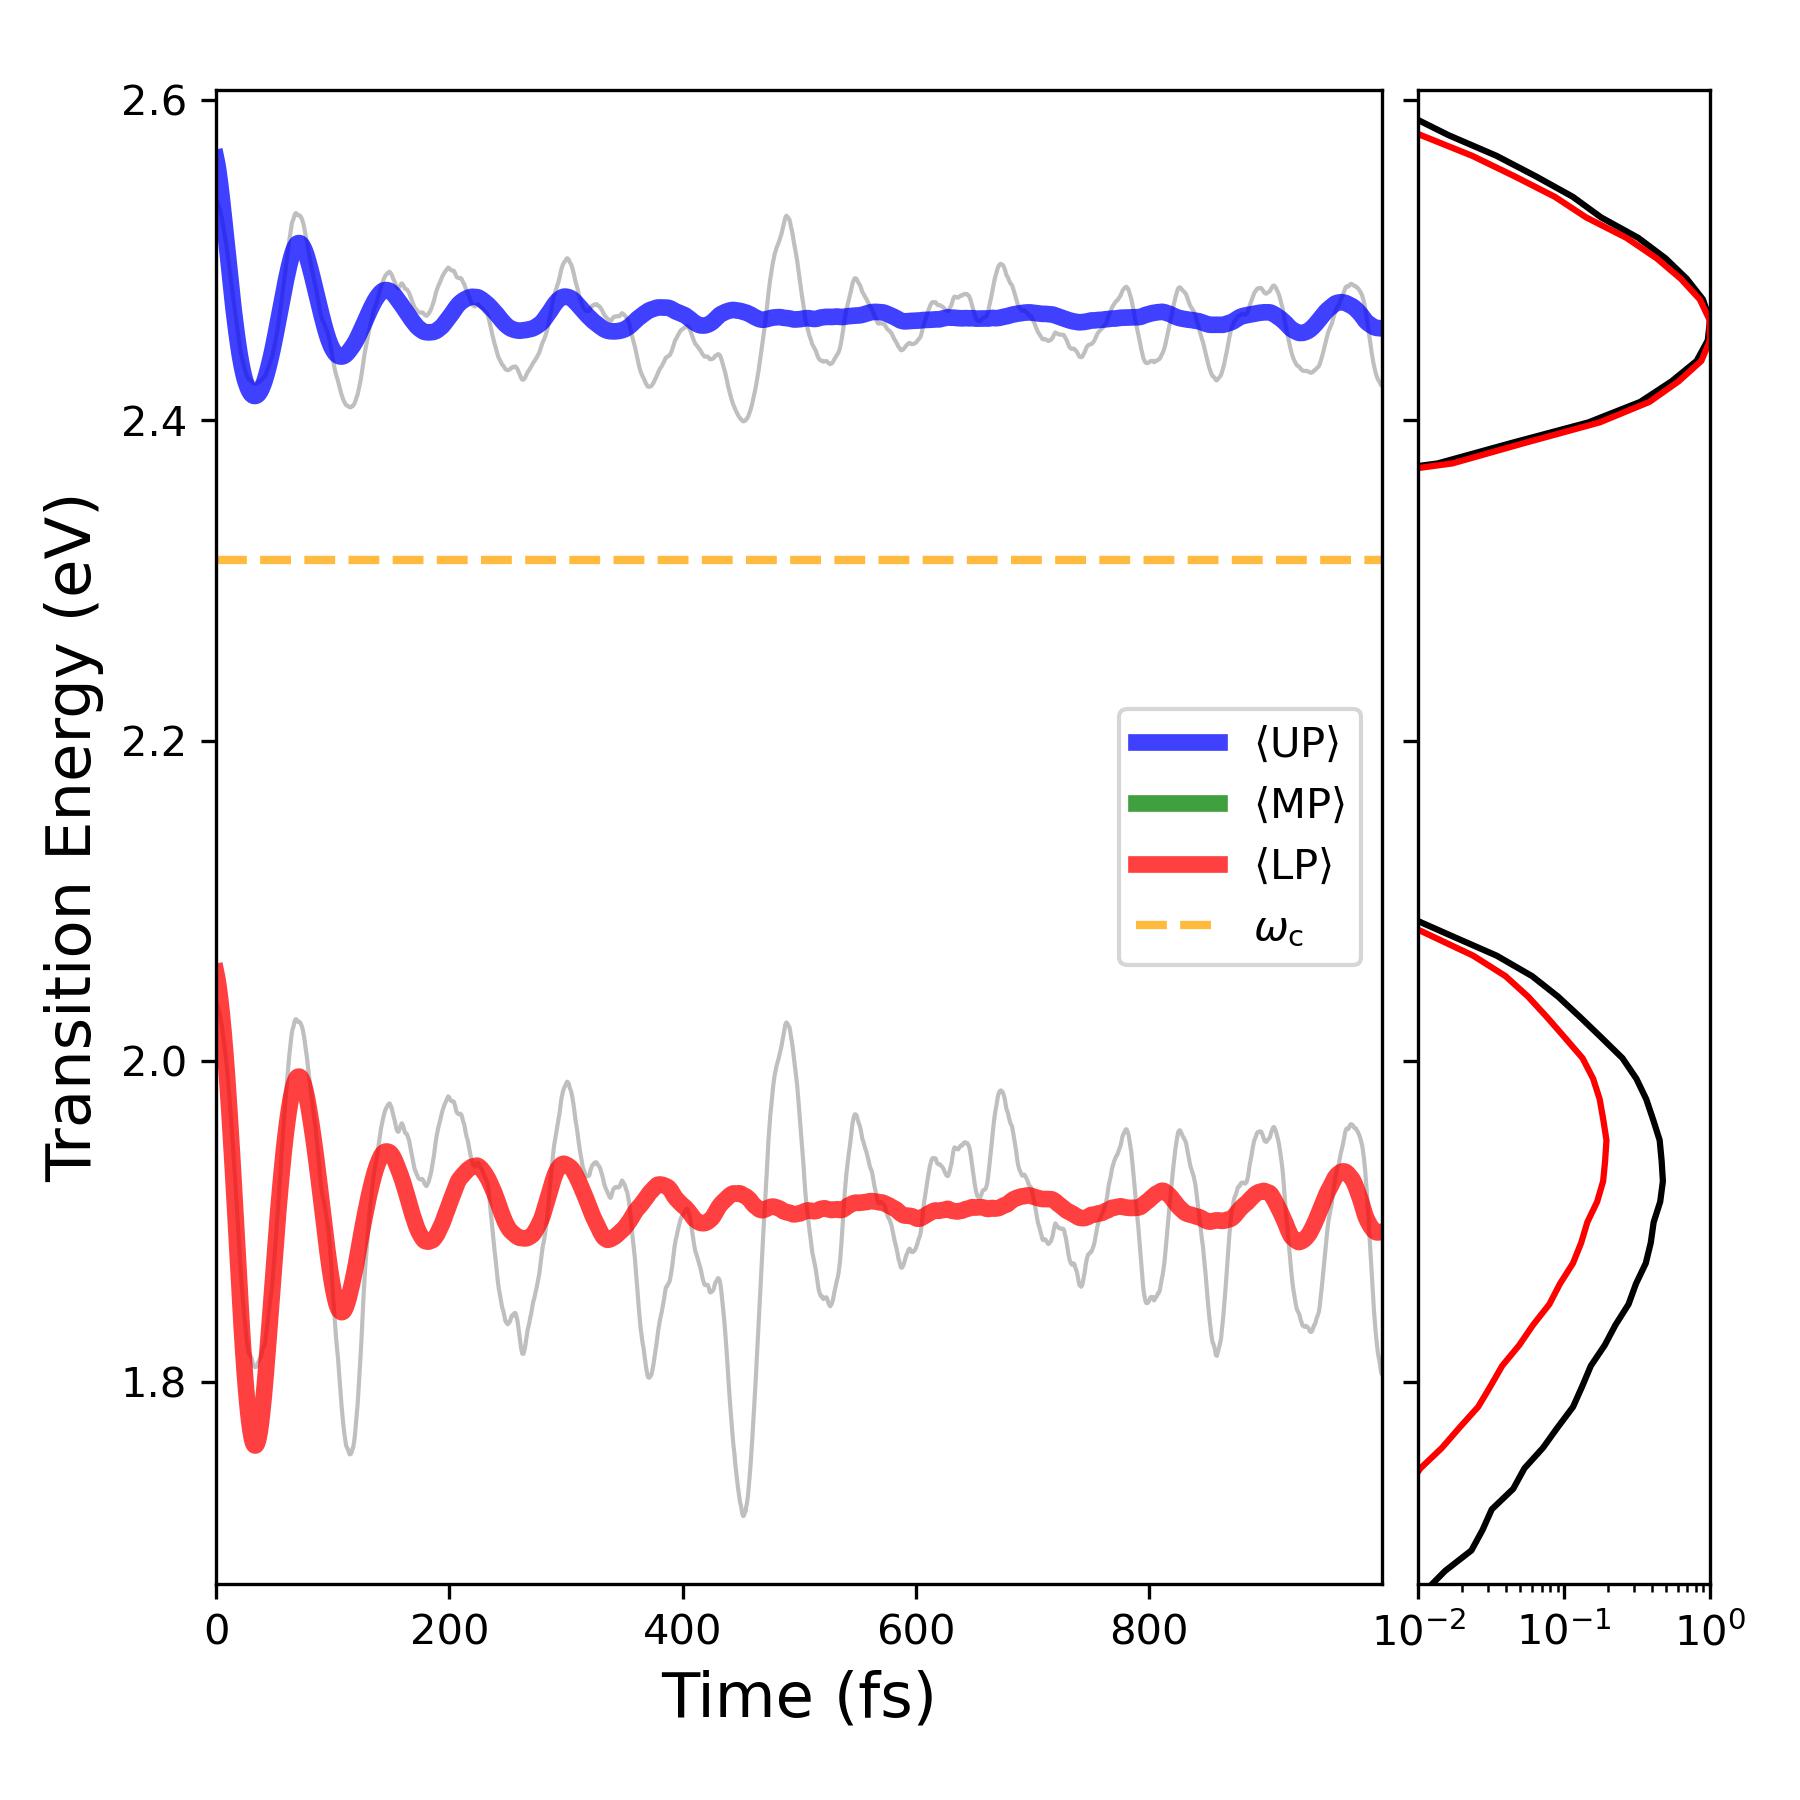 Transition Energy (eV)
2.6
2.4
2.2
2.0
1.8
⟨UP⟩
⟨MP⟩
⟨LP⟩
ω_c
0 200 400 600 800
Time (fs)
10⁻² 10⁻¹ 10⁰